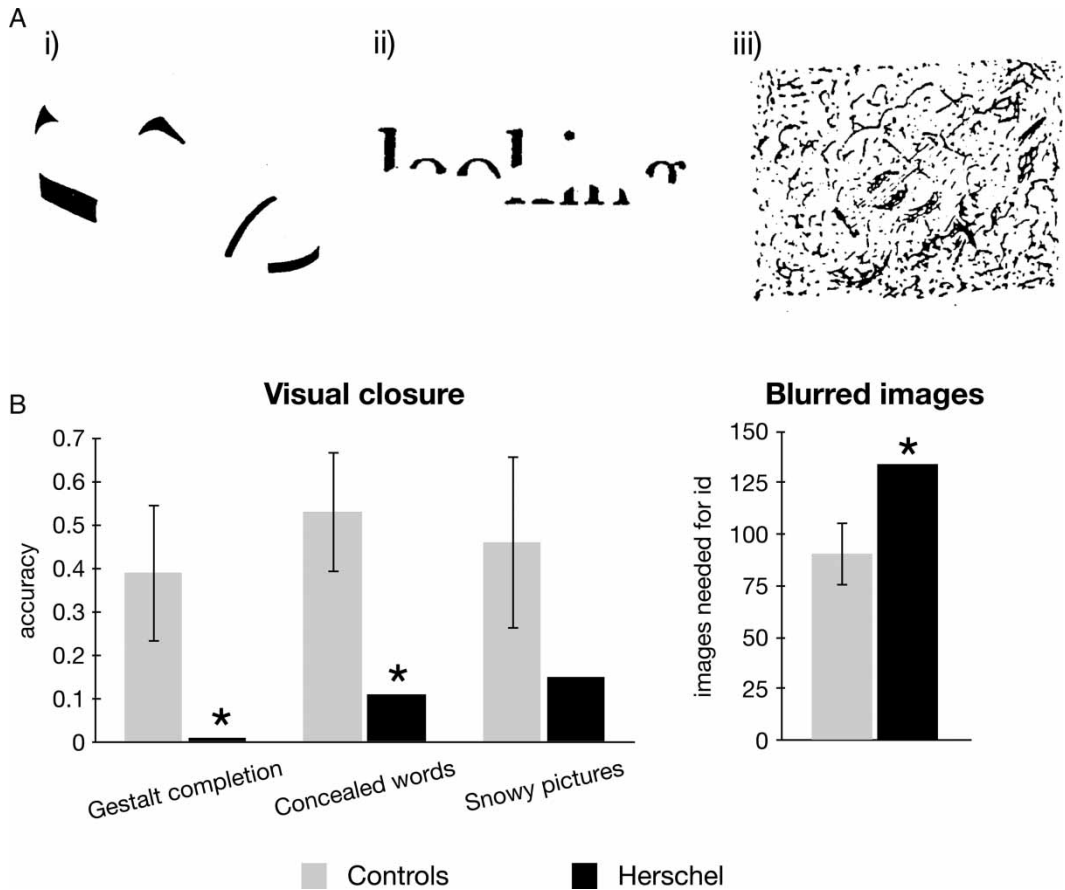 A
i) ii) iii)
B
Visual closure
0.7
0.6
0.5
0.4
0.3
0.2
0.1
0
accuracy
* *
Gestalt completion Concealed words Snowy pictures
Blurred images
150
125
100
75
50
25
0
images needed for id
*
Controls Herschel